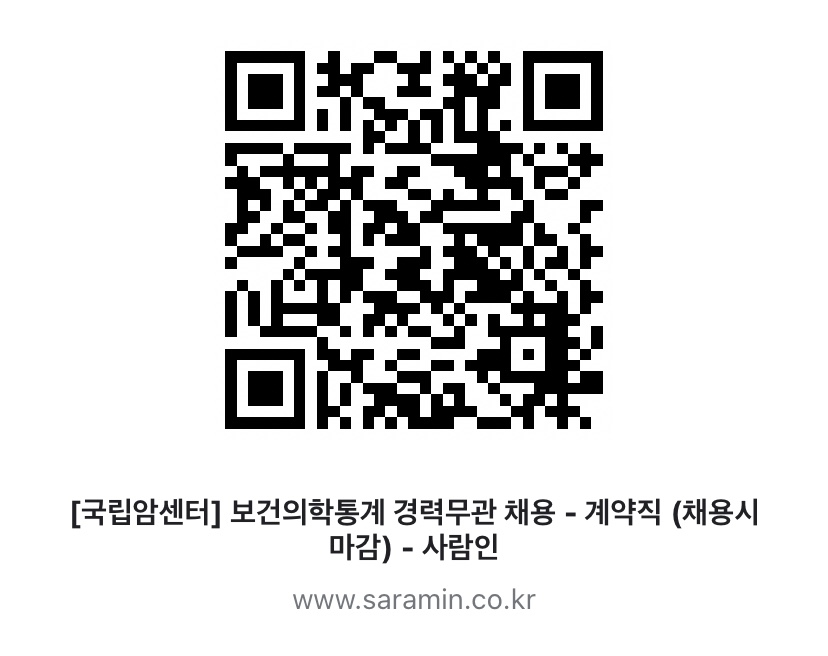 [국립암센터] 보건의학통계 경력무관 채용 - 계약직 (채용시
마감) - 사람인
www.saramin.co.kr